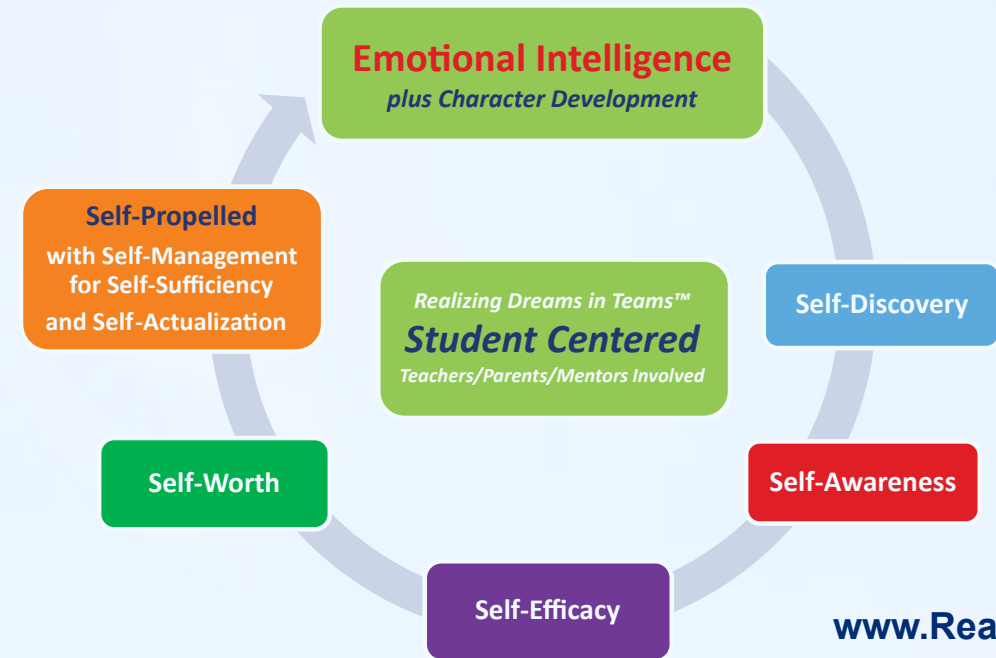 Emotional Intelligence
plus Character Development
Self-Propelled
with Self-Management
for Self-Sufficiency
and Self-Actualization
Realizing Dreams in Teams™
Student Centered
Teachers/Parents/Mentors Involved
Self-Discovery
Self-Worth
Self-Awareness
Self-Efficacy
www.Rea